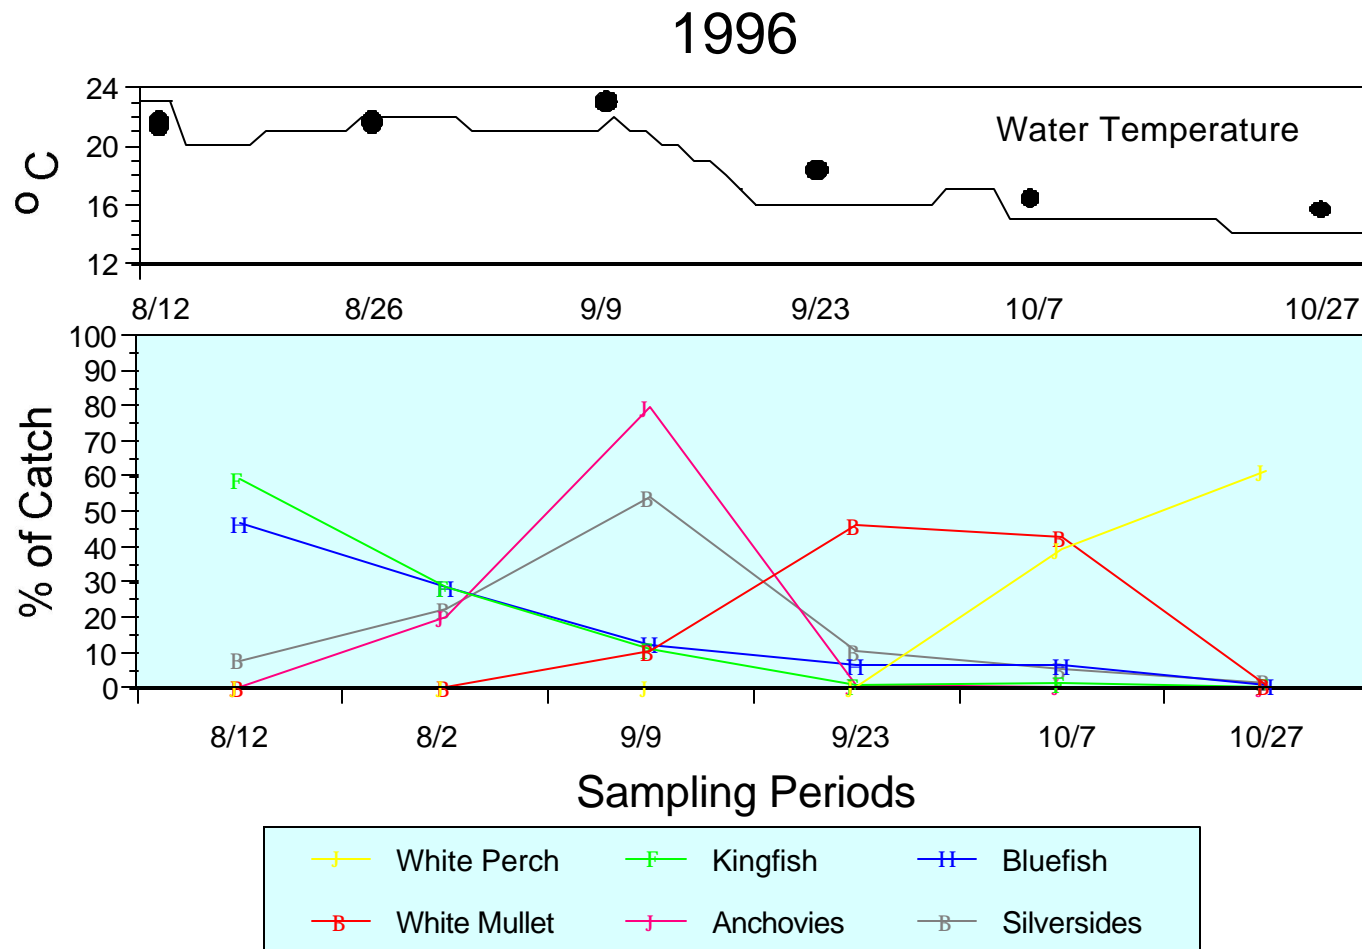 1996
24
20
16
12
°C
Water Temperature
8/12 8/26 9/9 9/23 10/7 10/27
100
90
80
70
60
50
40
30
20
10
0
% of Catch
F
H
B
J
B
J
F
H
B
J
B
J
J
B
H
B
J
B
B
H
F
J
B
J
B
H
F
J
J
B
H
B
J
8/12 8/2 9/9 9/23 10/7 10/27
Sampling Periods
J White Perch F Kingfish H Bluefish
B White Mullet J Anchovies B Silversides